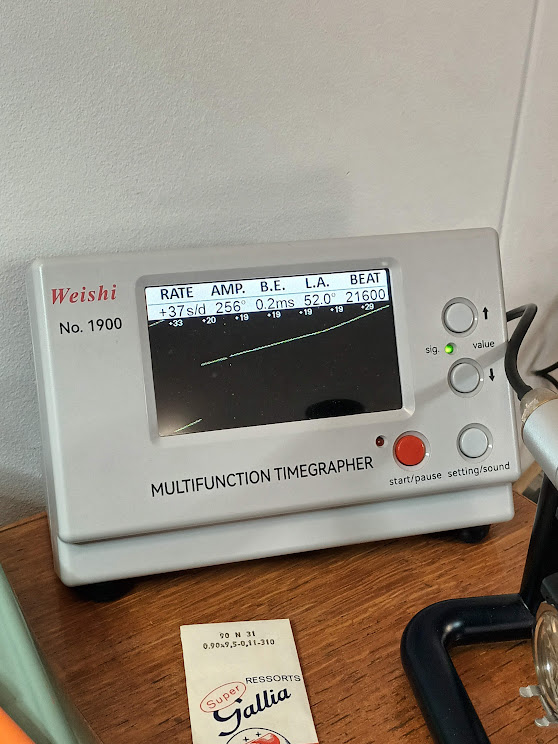 Weishi
No. 1900
RATE AMP. B.E. L.A. BEAT
+37s/d 256° 0.2ms 52.0° 21600
+33 +20 +19 +19 +19 +19 +29
sig. value
↑
↓
MULTIFUNCTION TIMEGRAPHER
start/pause setting/sound
90 N 31
0,90x9,5-0,11-310
RESSORTS
Super
Gallia